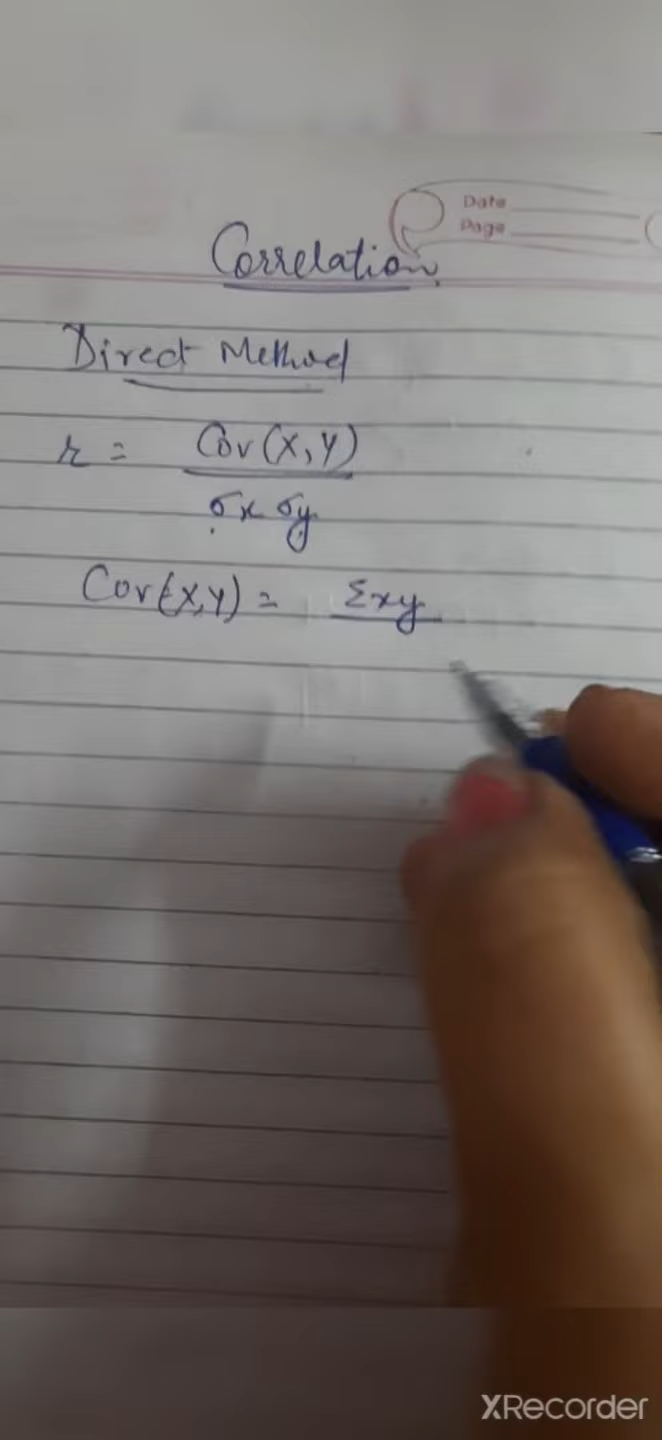 Date
Page
Correlation
Direct Method
r = Cov(X,Y)
σx σy
Cov(X,Y) = Σxy
XRecorder